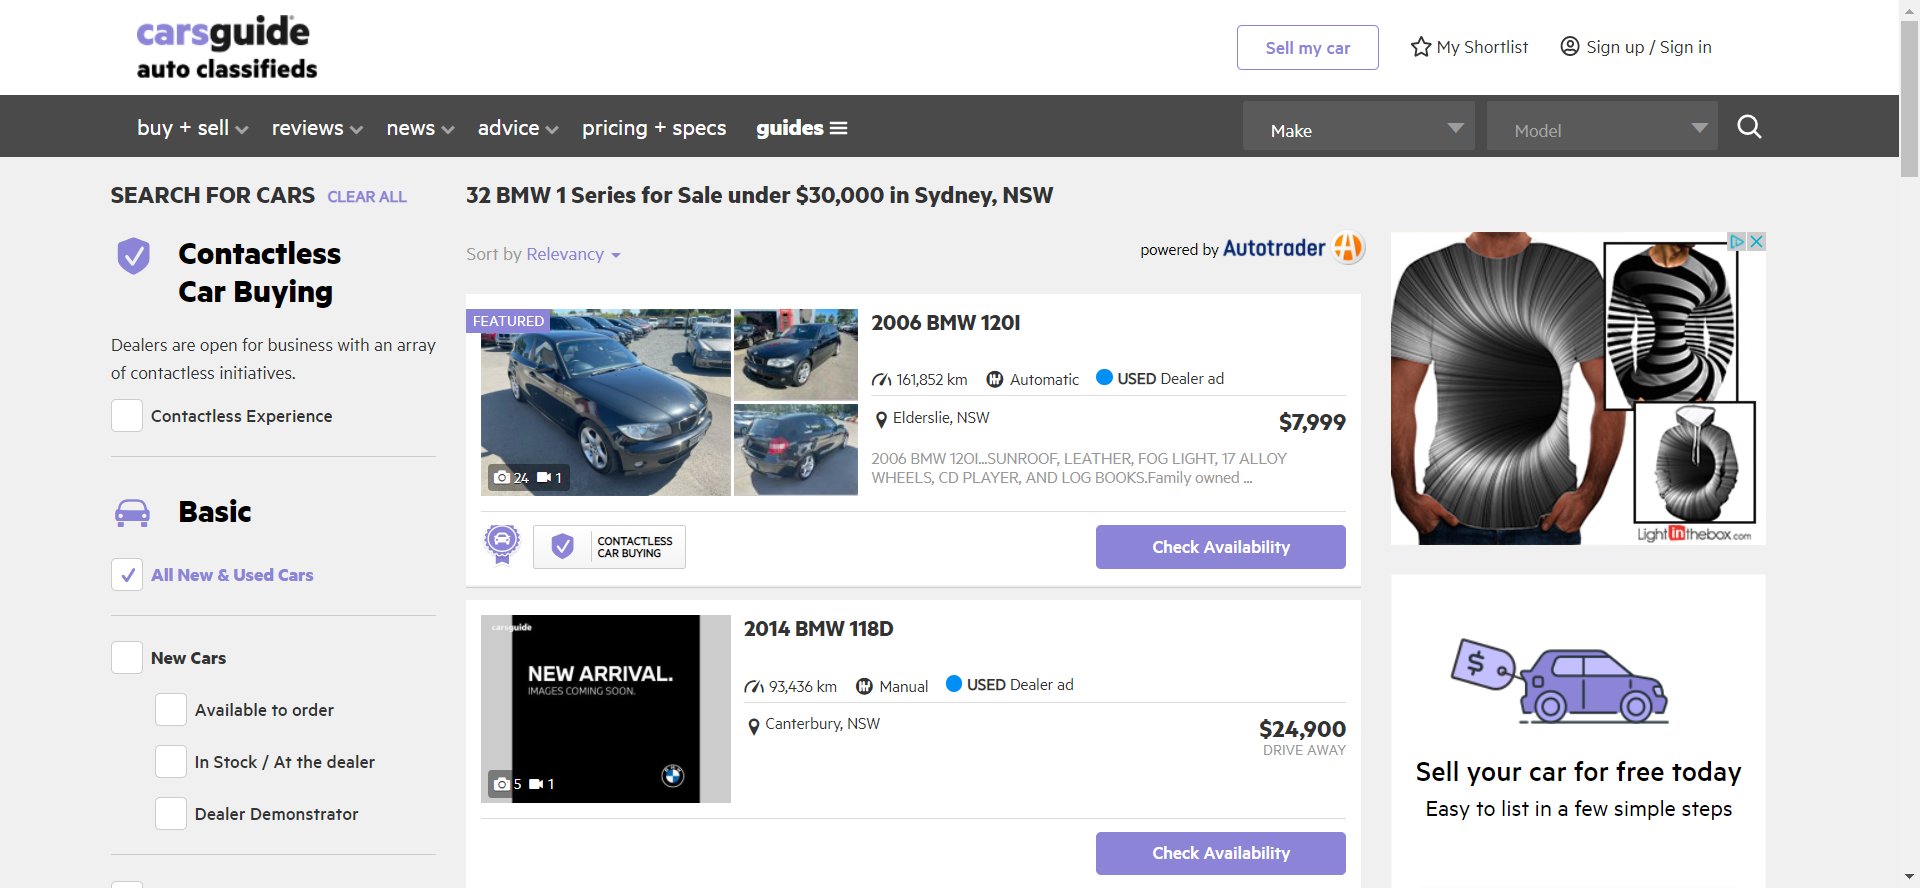 carsguide
auto classifieds
Sell my car
My Shortlist
Sign up / Sign in
buy + sell
reviews
news
advice
pricing + specs
guides
Make
Model
SEARCH FOR CARS
CLEAR ALL
Contactless
Car Buying
Dealers are open for business with an array
of contactless initiatives.
Contactless Experience
Basic
All New & Used Cars
New Cars
Available to order
In Stock / At the dealer
Dealer Demonstrator
32 BMW 1 Series for Sale under $30,000 in Sydney, NSW
Sort by Relevancy
powered by Autotrader
FEATURED
24
1
2006 BMW 120I
161,852 km
Automatic
USED Dealer ad
Elderslie, NSW
$7,999
2006 BMW 120I...SUNROOF, LEATHER, FOG LIGHT, 17 ALLOY
WHEELS, CD PLAYER, AND LOG BOOKS.Family owned ...
CONTACTLESS
CAR BUYING
Check Availability
carsguide
NEW ARRIVAL.
IMAGES COMING SOON.
5
1
2014 BMW 118D
93,436 km
Manual
USED Dealer ad
Canterbury, NSW
$24,900
DRIVE AWAY
Check Availability
Lightinthebox.com
$
Sell your car for free today
Easy to list in a few simple steps